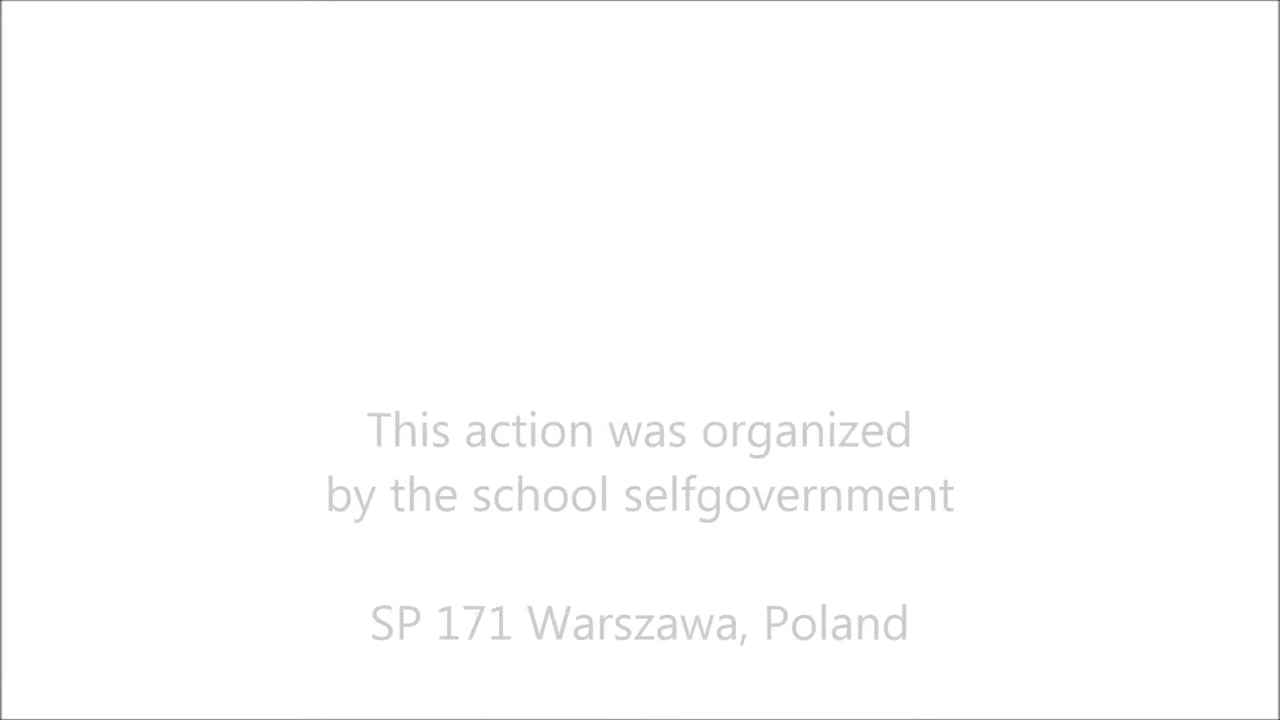 This action was organized
by the school selfgovernment
SP 171 Warszawa, Poland